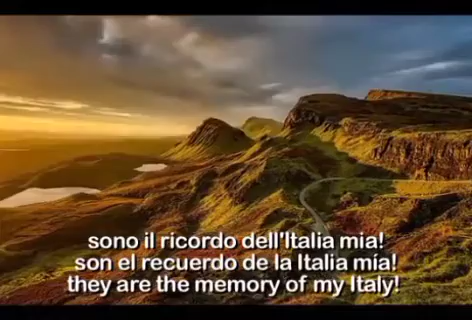 sono il ricordo dell'Italia mia!
son el recuerdo de la Italia mía!
they are the memory of my Italy!